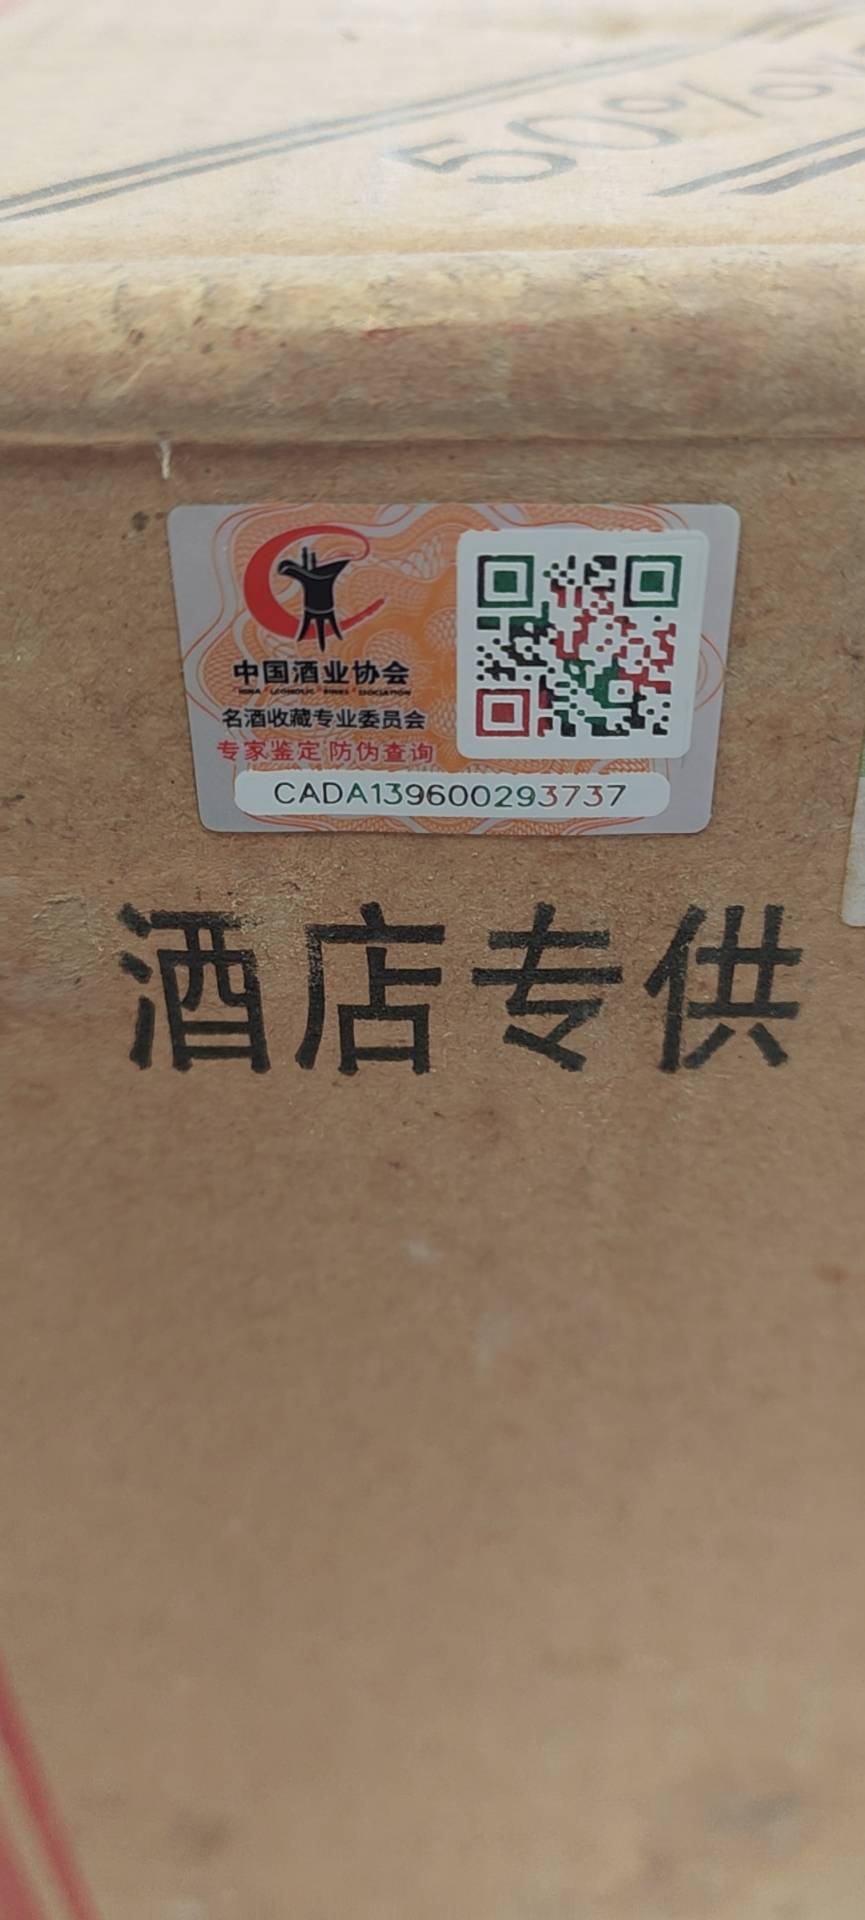 50%
中国酒业协会
名酒收藏专业委员会
专家鉴定 防伪查询
CADA139600293737
酒店专供